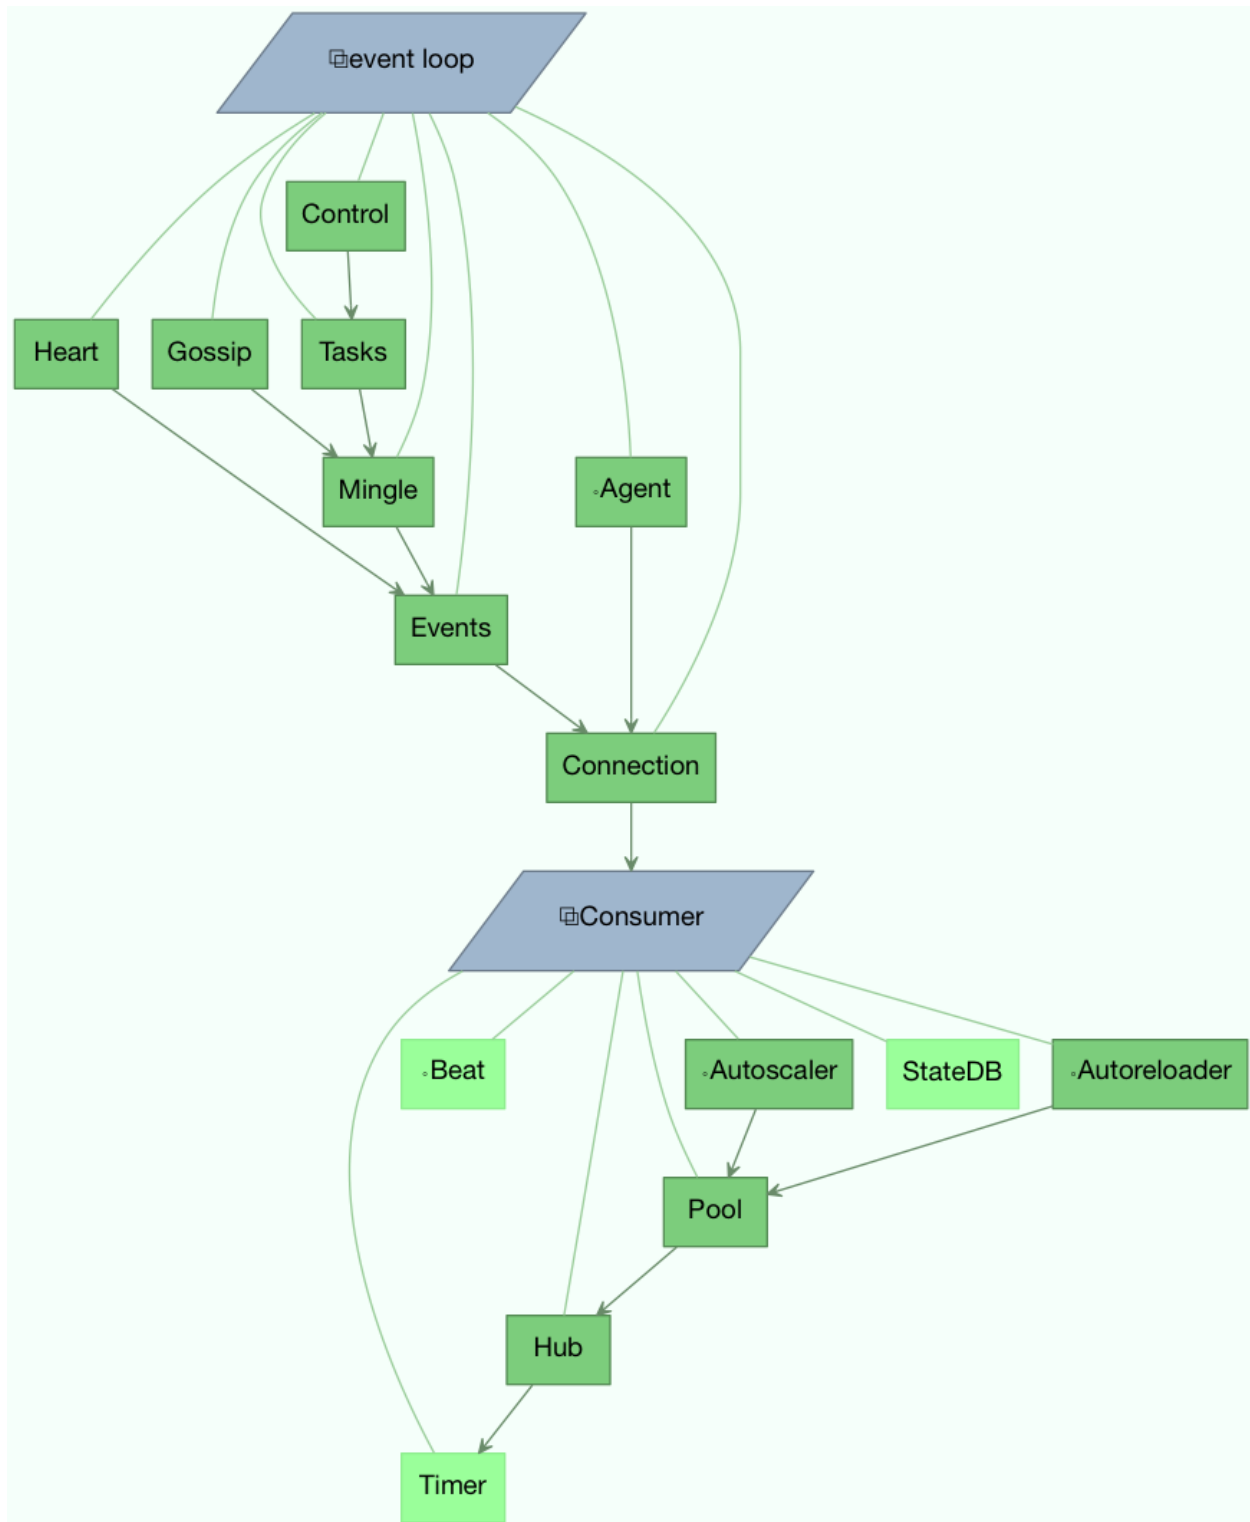 ⧉event loop
Control
Heart
Gossip
Tasks
Mingle
◦Agent
Events
Connection
⧉Consumer
◦Beat
◦Autoscaler
StateDB
◦Autoreloader
Pool
Hub
Timer